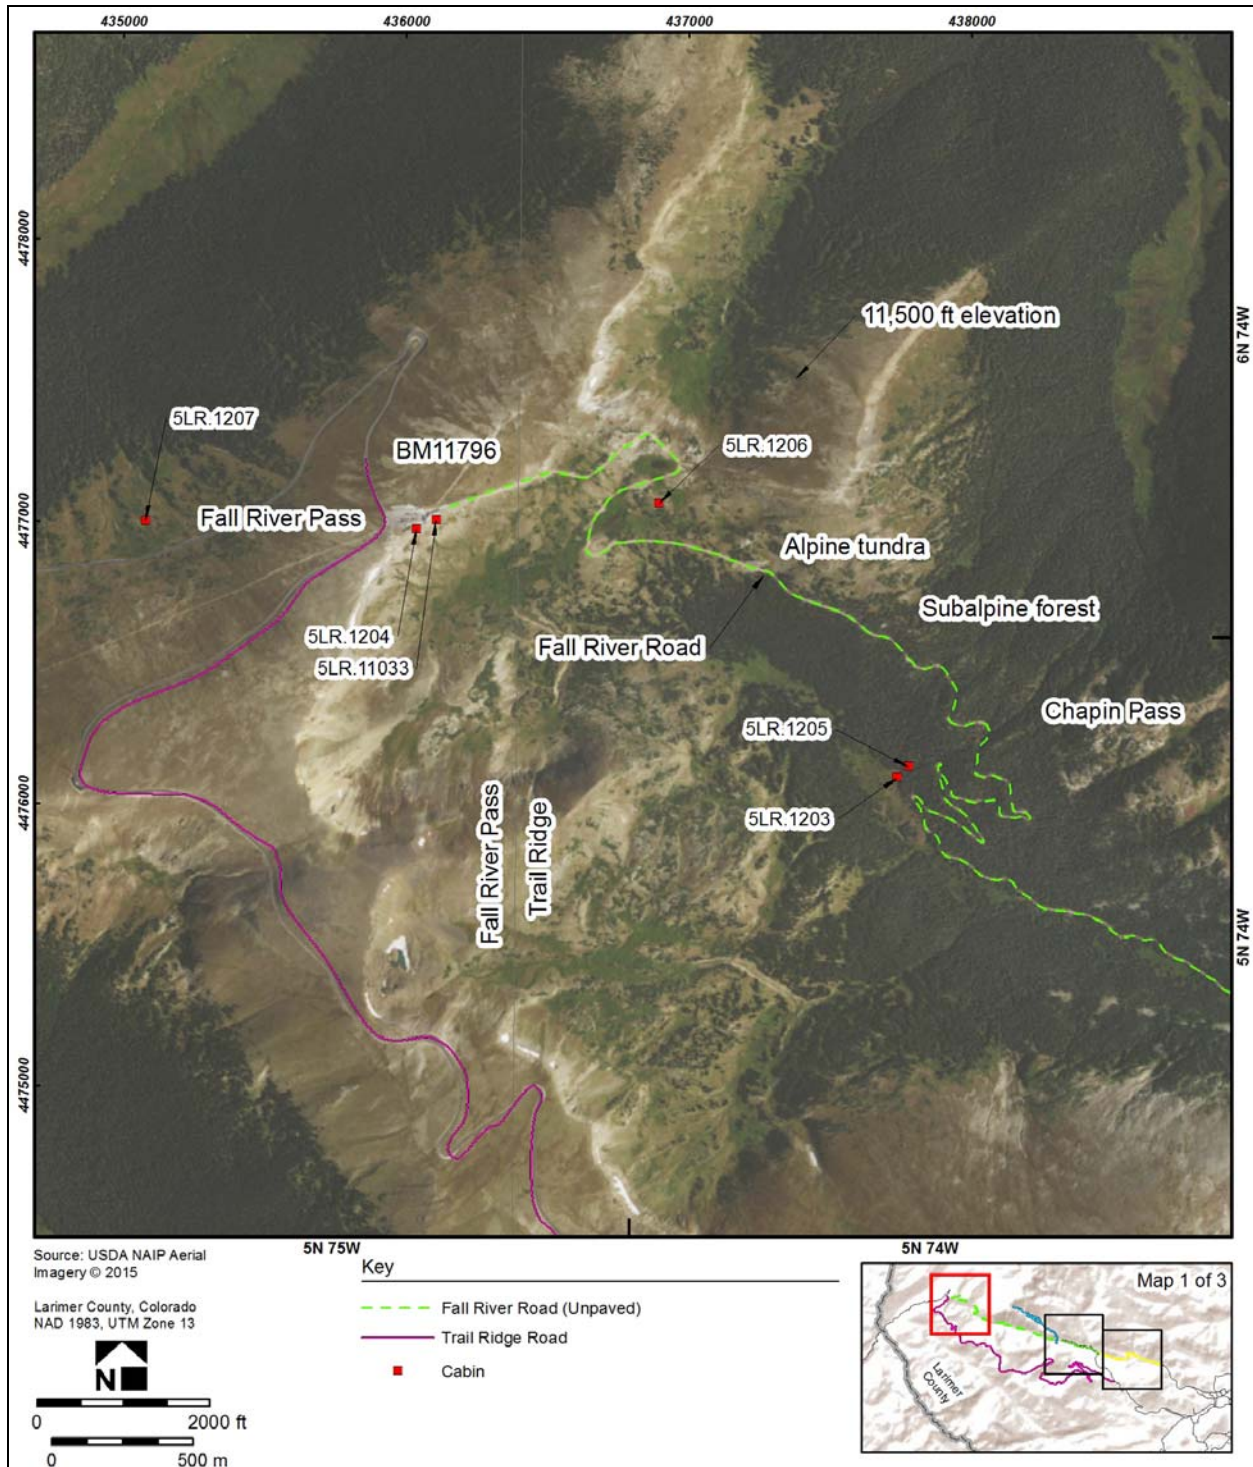 435000
436000
437000
438000
4478000
6N 74W
11,500 ft elevation
5LR.1207
BM11796
5LR.1206
Fall River Pass
4477000
Alpine tundra
Subalpine forest
5LR.1204
Fall River Road
5LR.11033
Chapin Pass
5LR.1205
5LR.1203
4476000
Fall River Pass
Trail Ridge
5N 74W
4475000
5N 75W
5N 74W
Source: USDA NAIP Aerial
Imagery © 2015
Larimer County, Colorado
NAD 1983, UTM Zone 13
N
0 2000 ft
0 500 m
Key
Fall River Road (Unpaved)
Trail Ridge Road
Cabin
Map 1 of 3
Larimer
County